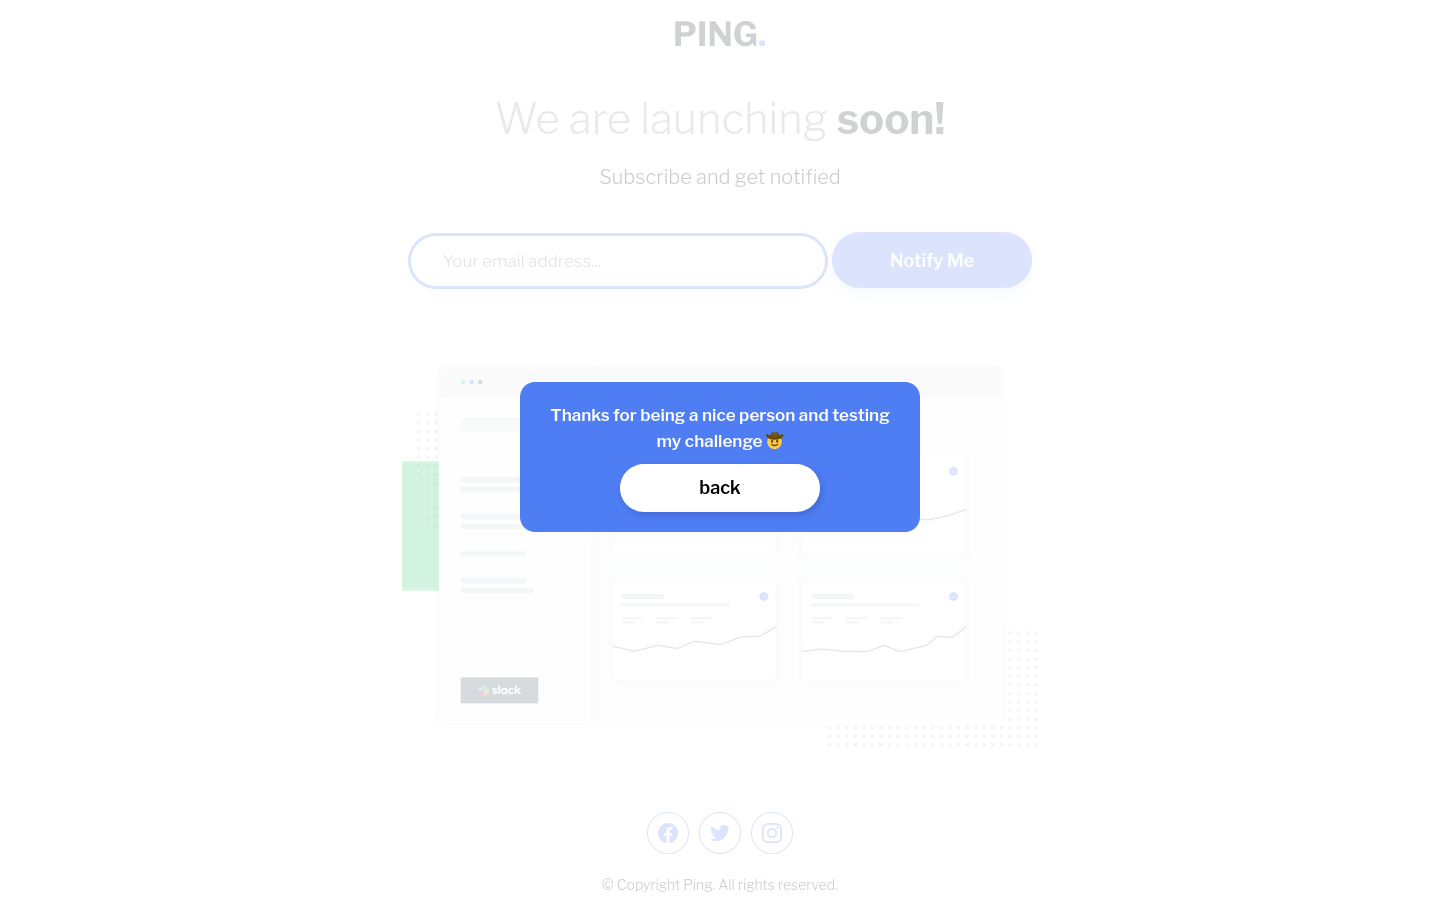 PING.
We are launching soon!
Subscribe and get notified
Your email address...
Notify Me
Thanks for being a nice person and testing
my challenge 🤠
back
slack
© Copyright Ping. All rights reserved.